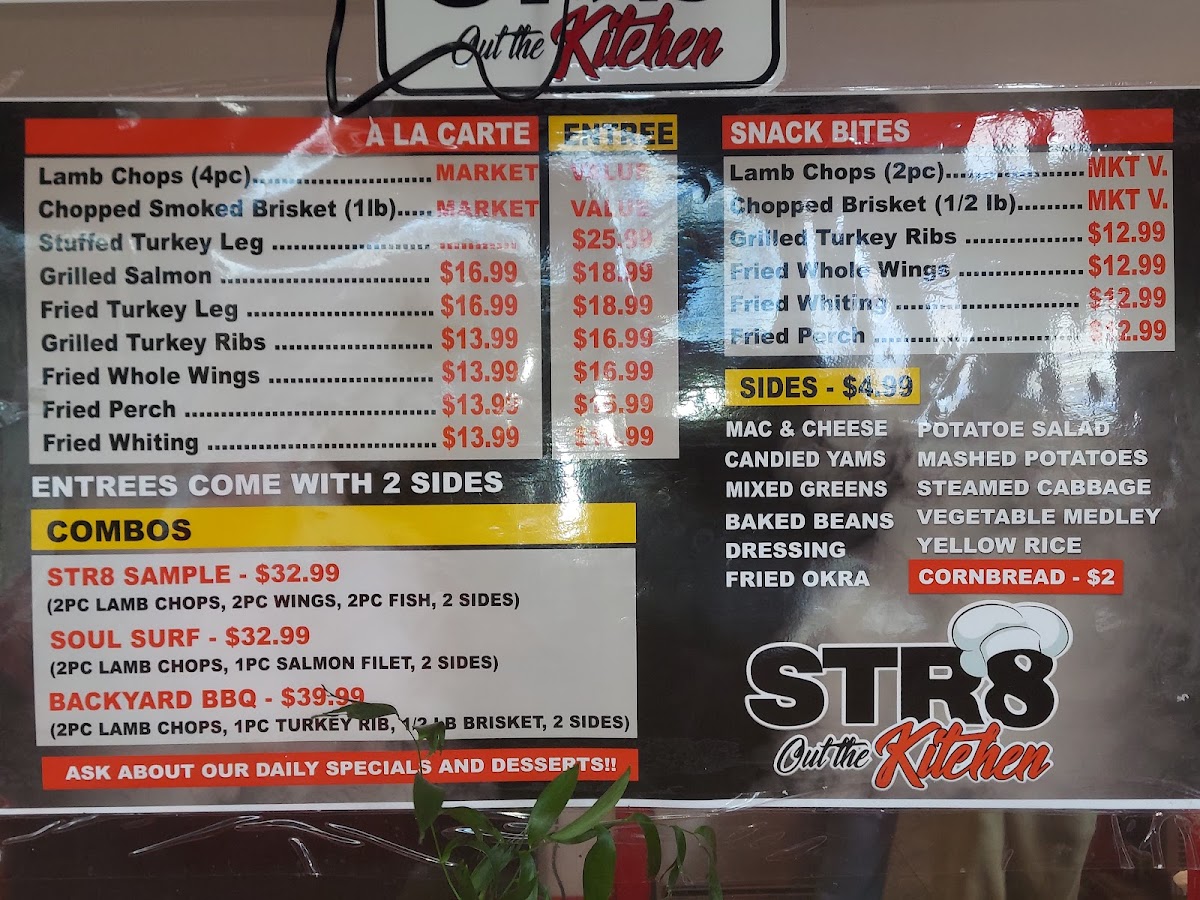 Out the Kitchen
A LA CARTE ENTREE
Lamb Chops (4pc)........................ MARKET VALUE
Chopped Smoked Brisket (1lb)..... MARKET VALUE
Stuffed Turkey Leg ....................... ........... $25.99
Grilled Salmon ............................... $16.99 $18.99
Fried Turkey Leg ........................... $16.99 $18.99
Grilled Turkey Ribs ....................... $13.99 $16.99
Fried Whole Wings ........................ $13.99 $16.99
Fried Perch .................................... $13.99
Fried Whiting ................................. $13.99
ENTREES COME WITH 2 SIDES
COMBOS
STR8 SAMPLE - $32.99
(2PC LAMB CHOPS, 2PC WINGS, 2PC FISH, 2 SIDES)
SOUL SURF - $32.99
(2PC LAMB CHOPS, 1PC SALMON FILET, 2 SIDES)
BACKYARD BBQ - $39.99
(2PC LAMB CHOPS, 1PC TURKEY RIB, 1/2 LB BRISKET, 2 SIDES)
ASK ABOUT OUR DAILY SPECIALS AND DESSERTS!!
SNACK BITES
Lamb Chops (2pc).................... MKT V.
Chopped Brisket (1/2 lb).......... MKT V.
Grilled Turkey Ribs .................. $12.99
Fried Whole Wings ................... $12.99
Fried Whiting ............................ $12.99
Fried Perch ............................... $12.99
SIDES - $4.99
MAC & CHEESE POTATOE SALAD
CANDIED YAMS MASHED POTATOES
MIXED GREENS STEAMED CABBAGE
BAKED BEANS VEGETABLE MEDLEY
DRESSING YELLOW RICE
FRIED OKRA CORNBREAD - $2
STR8
Out the Kitchen